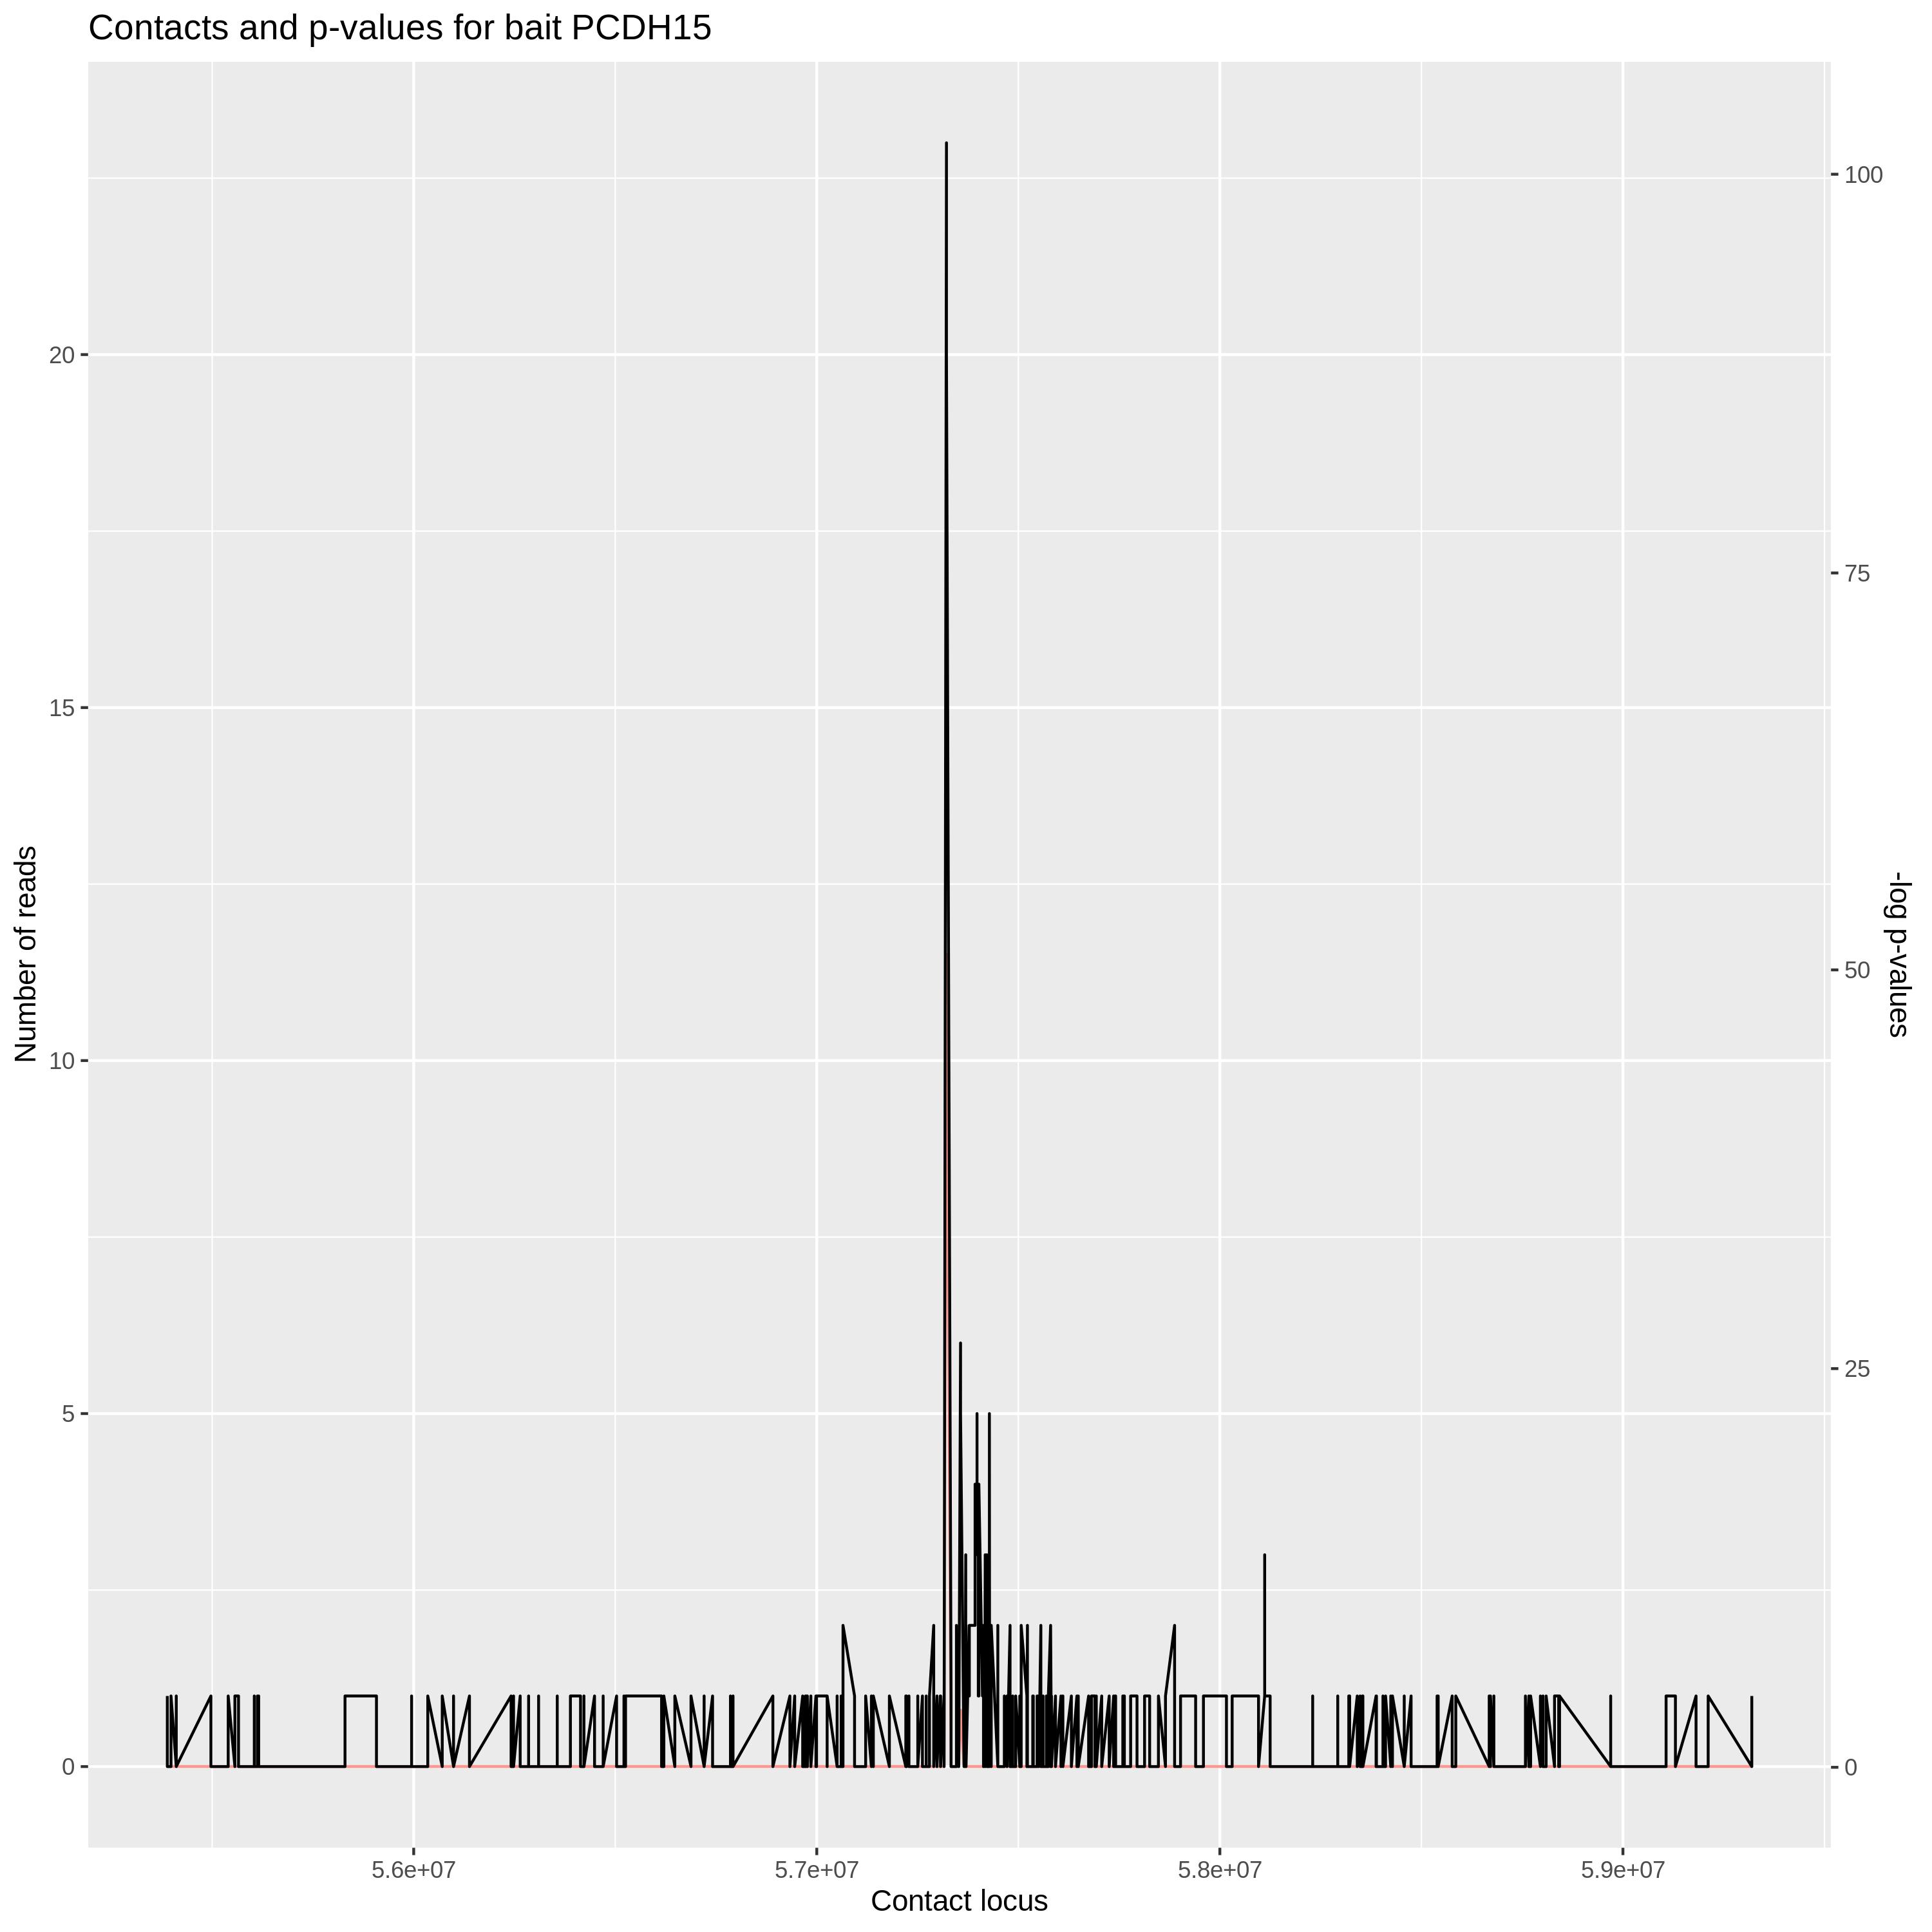 Contacts and p-values for bait PCDH15
Number of reads
20
15
10
5
0
100
75
50
25
0
-log p-values
5.6e+07 5.7e+07 5.8e+07 5.9e+07
Contact locus